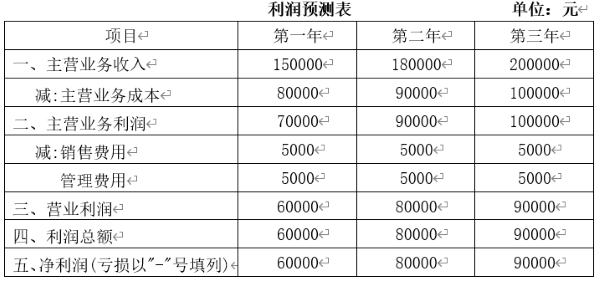 利润预测表 单位：元
项目↵ 第一年↵ 第二年↵ 第三年↵
一、主营业务收入↵ 150000↵ 180000↵ 200000↵
减:主营业务成本↵ 80000↵ 90000↵ 100000↵
二、主营业务利润↵ 70000↵ 90000↵ 100000↵
减:销售费用↵ 5000↵ 5000↵ 5000↵
管理费用↵ 5000↵ 5000↵ 5000↵
三、营业利润↵ 60000↵ 80000↵ 90000↵
四、利润总额↵ 60000↵ 80000↵ 90000↵
五、净利润(亏损以"-"号填列)↵ 60000↵ 80000↵ 90000↵